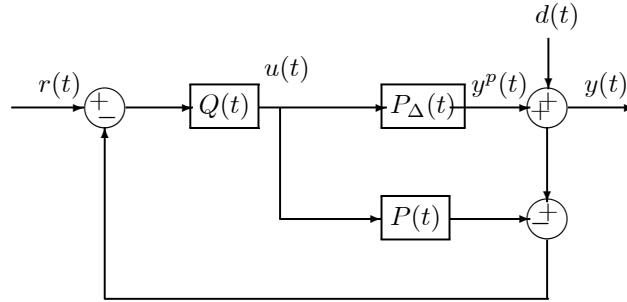 d(t)
r(t) u(t) y^p(t) y(t)
+ − Q(t) P_Δ(t) + +
P(t) − +